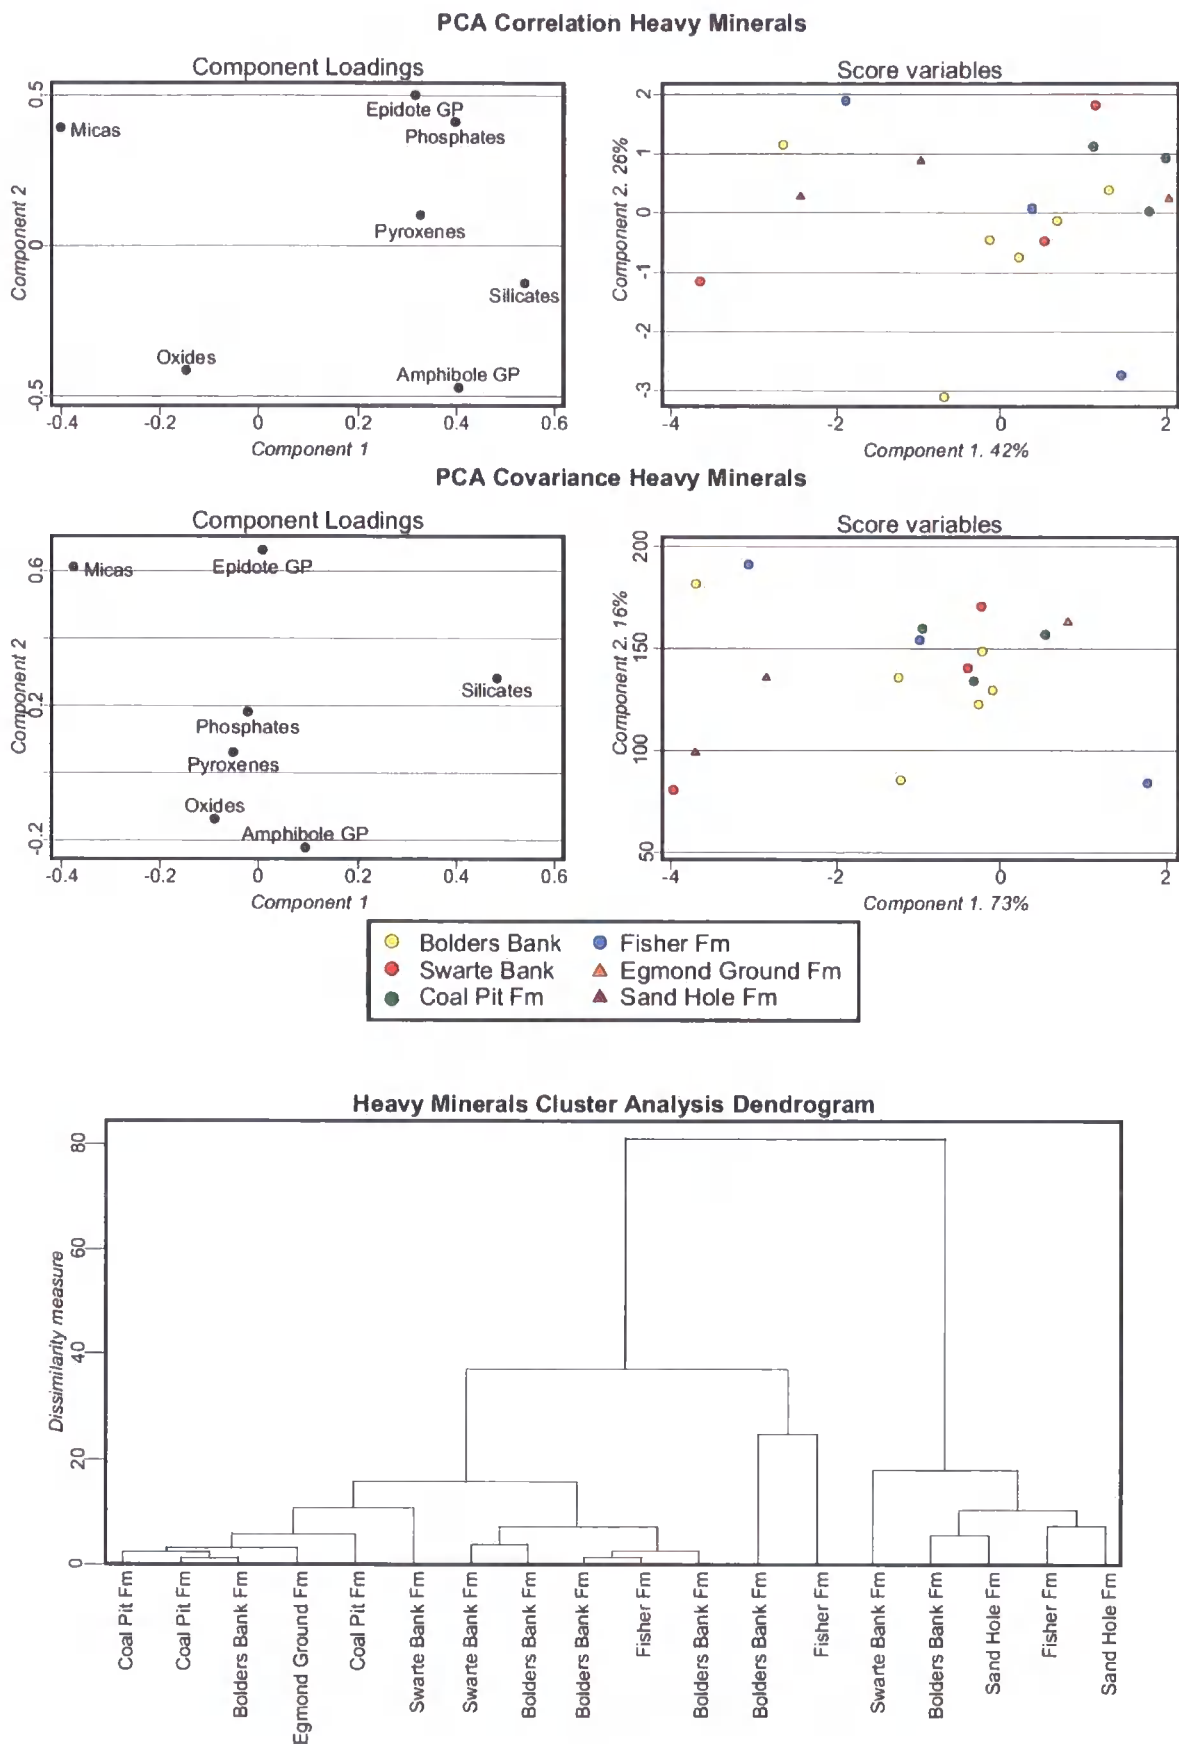 PCA Correlation Heavy Minerals
Component Loadings
0.5
0
-0.5
Component 2
Micas
Epidote GP
Phosphates
Pyroxenes
Silicates
Oxides
Amphibole GP
-0.4 -0.2 0 0.2 0.4 0.6
Component 1
Score variables
2
1
0
-1
-2
-3
Component 2. 26%
-4 -2 0 2
Component 1. 42%
PCA Covariance Heavy Minerals
Component Loadings
0.6
0.2
-0.2
Component 2
Micas
Epidote GP
Silicates
Phosphates
Pyroxenes
Oxides
Amphibole GP
-0.4 -0.2 0 0.2 0.4 0.6
Component 1
Score variables
200
150
100
50
Component 2. 16%
-4 -2 0 2
Component 1. 73%
Bolders Bank Fisher Fm
Swarte Bank Egmond Ground Fm
Coal Pit Fm Sand Hole Fm
Heavy Minerals Cluster Analysis Dendrogram
80
60
40
20
0
Dissimilarity measure
Coal Pit Fm
Coal Pit Fm
Bolders Bank Fm
Egmond Ground Fm
Coal Pit Fm
Swarte Bank Fm
Swarte Bank Fm
Bolders Bank Fm
Bolders Bank Fm
Fisher Fm
Bolders Bank Fm
Bolders Bank Fm
Fisher Fm
Swarte Bank Fm
Bolders Bank Fm
Sand Hole Fm
Fisher Fm
Sand Hole Fm